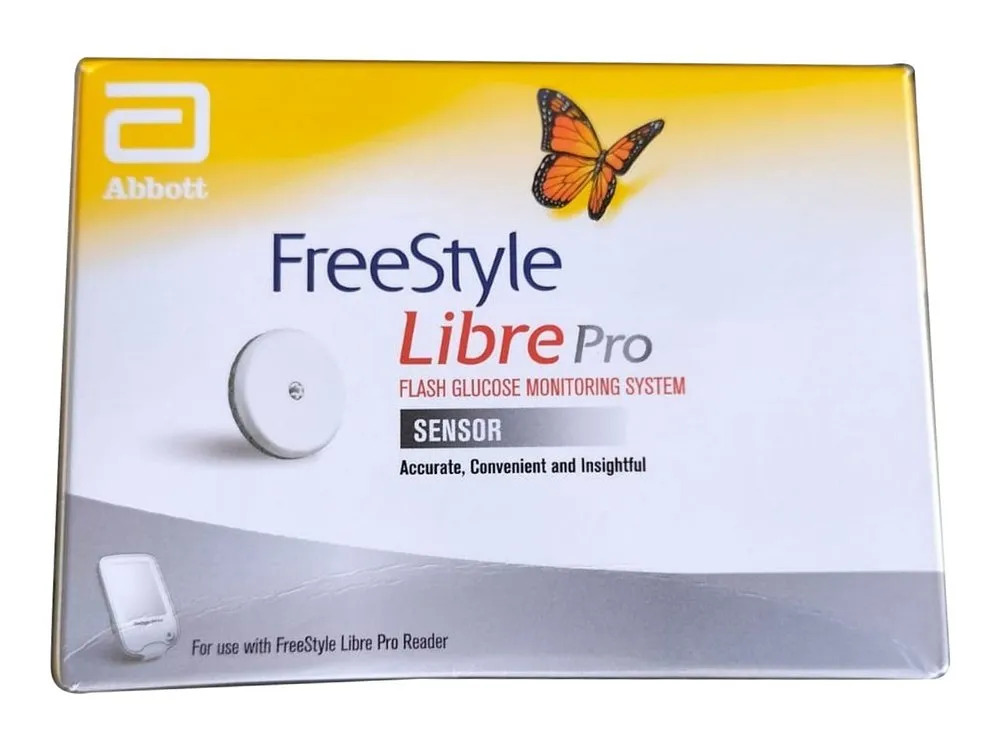 Abbott
FreeStyle
Libre Pro
FLASH GLUCOSE MONITORING SYSTEM
SENSOR
Accurate, Convenient and Insightful
For use with FreeStyle Libre Pro Reader